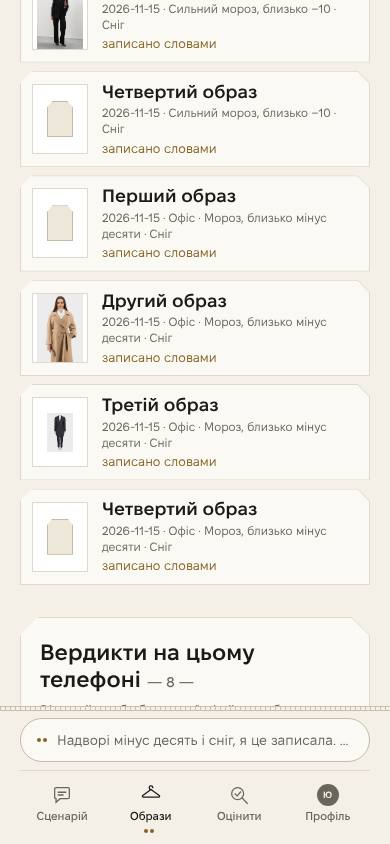 2026-11-15 · Сильний мороз, близько −10 ·
Сніг
записано словами
Четвертий образ
2026-11-15 · Сильний мороз, близько −10 ·
Сніг
записано словами
Перший образ
2026-11-15 · Офіс · Мороз, близько мінус
десяти · Сніг
записано словами
Другий образ
2026-11-15 · Офіс · Мороз, близько мінус
десяти · Сніг
записано словами
Третій образ
2026-11-15 · Офіс · Мороз, близько мінус
десяти · Сніг
записано словами
Четвертий образ
2026-11-15 · Офіс · Мороз, близько мінус
десяти · Сніг
записано словами
Вердикти на цьому
телефоні — 8 —
Надворі мінус десять і сніг, я це записала. ...
Сценарій
Образи
Оцінити
Ю
Профіль